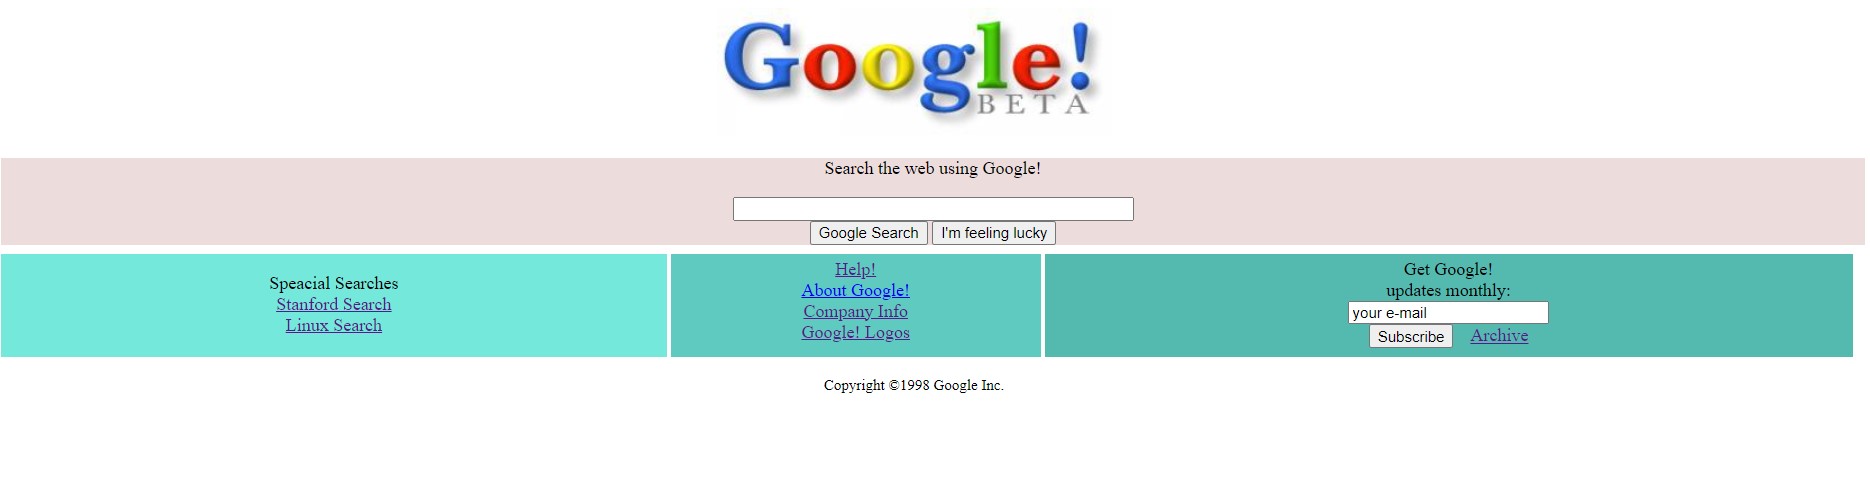 Google!
BETA
Search the web using Google!
Google Search I'm feeling lucky
Speacial Searches
Stanford Search
Linux Search
Help!
About Google!
Company Info
Google! Logos
Get Google!
updates monthly:
your e-mail
Subscribe Archive
Copyright ©1998 Google Inc.